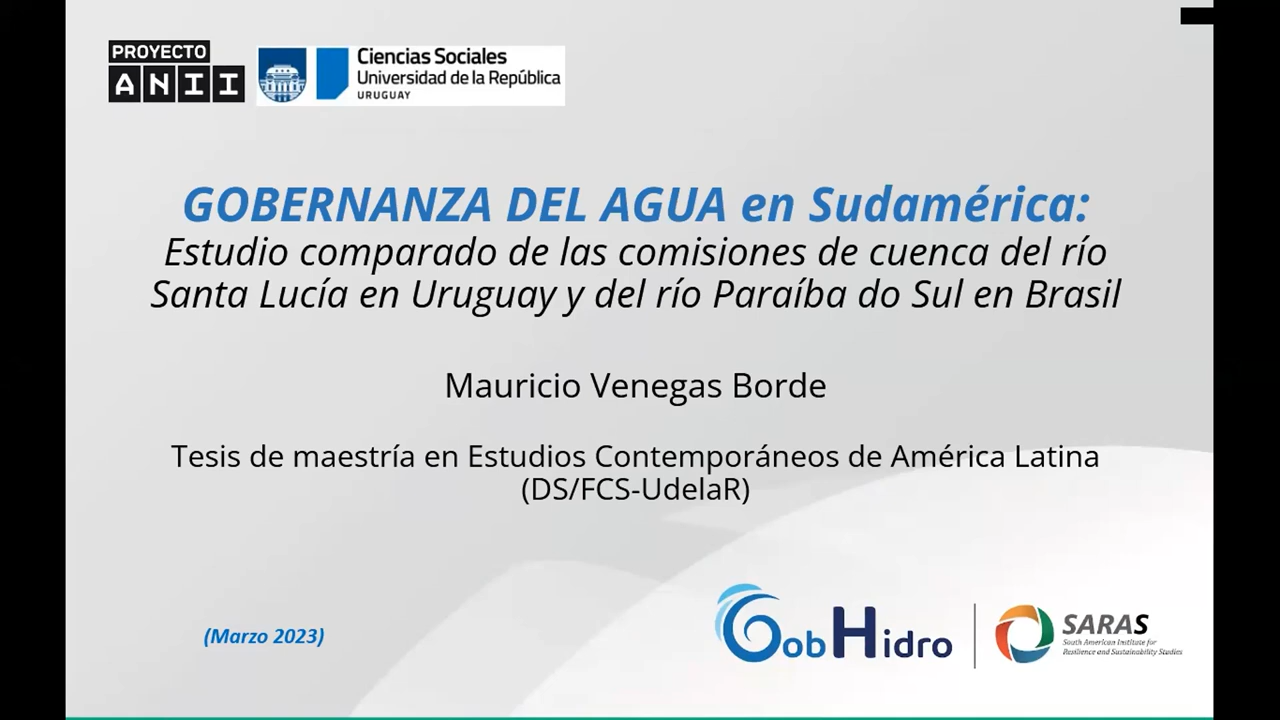 PROYECTO
ANII
Ciencias Sociales
Universidad de la República
URUGUAY
GOBERNANZA DEL AGUA en Sudamérica:
Estudio comparado de las comisiones de cuenca del río
Santa Lucía en Uruguay y del río Paraíba do Sul en Brasil
Mauricio Venegas Borde
Tesis de maestría en Estudios Contemporáneos de América Latina
(DS/FCS-UdelaR)
(Marzo 2023)
GobHidro
SARAS
South American Institute for
Resilience and Sustainability Studies